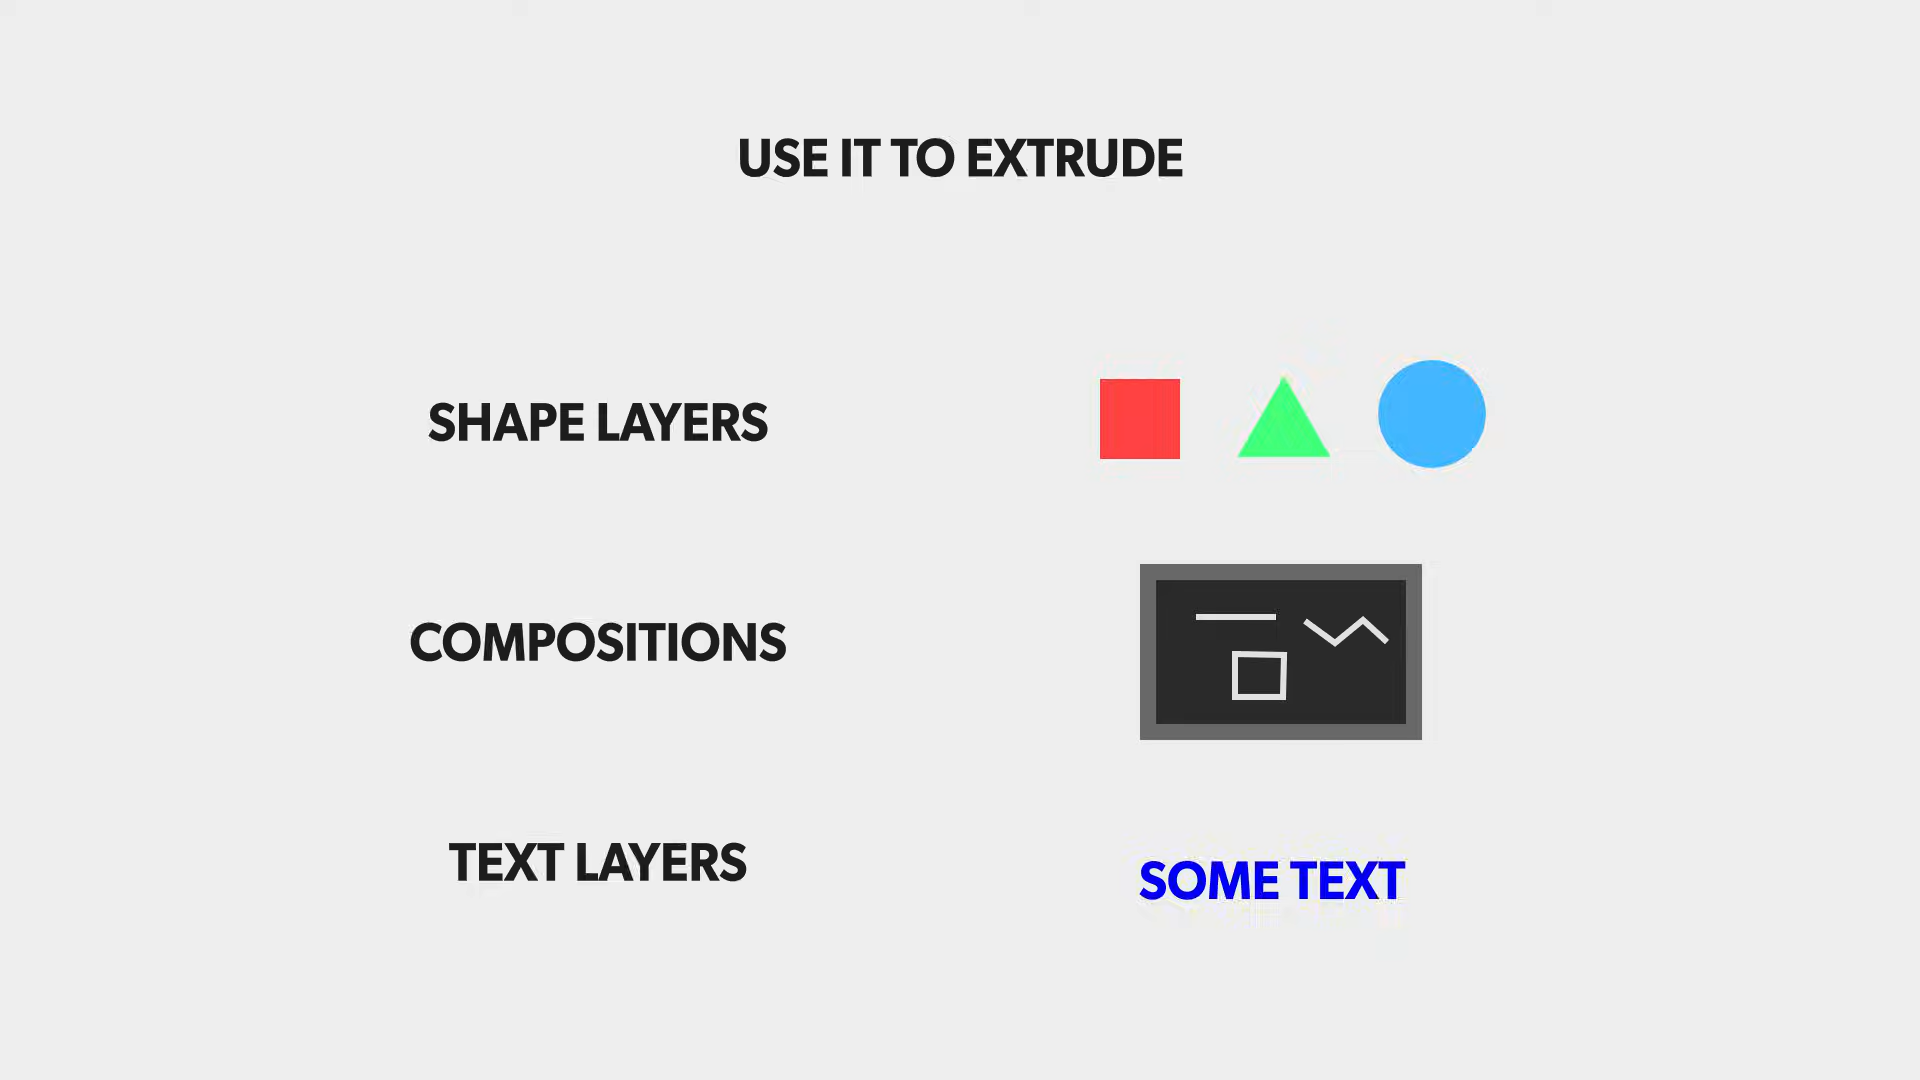 USE IT TO EXTRUDE
SHAPE LAYERS
COMPOSITIONS
TEXT LAYERS
SOME TEXT